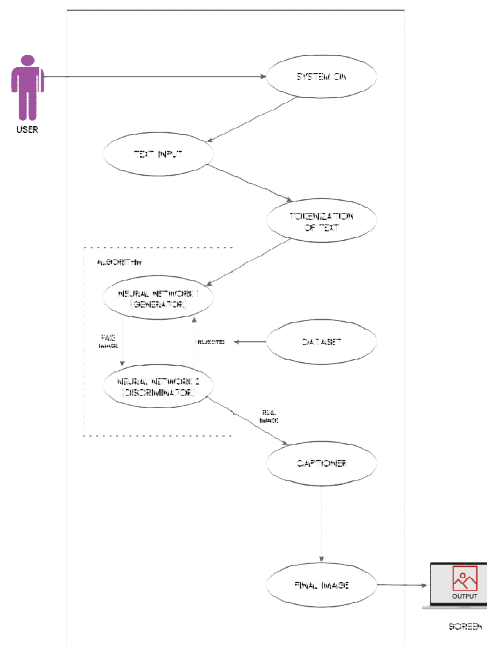 SYSTEM ON
USER
TEXT INPUT
TOKENIZATION
OF TEXT
ALGORITHM
NEURAL NETWORK 1
(GENERATOR)
FAKE
IMAGE
REJECTED
DATASET
NEURAL NETWORK 2
(DISCRIMINATOR)
REAL
IMAGE
CAPTIONER
FINAL IMAGE
OUTPUT
SCREEN